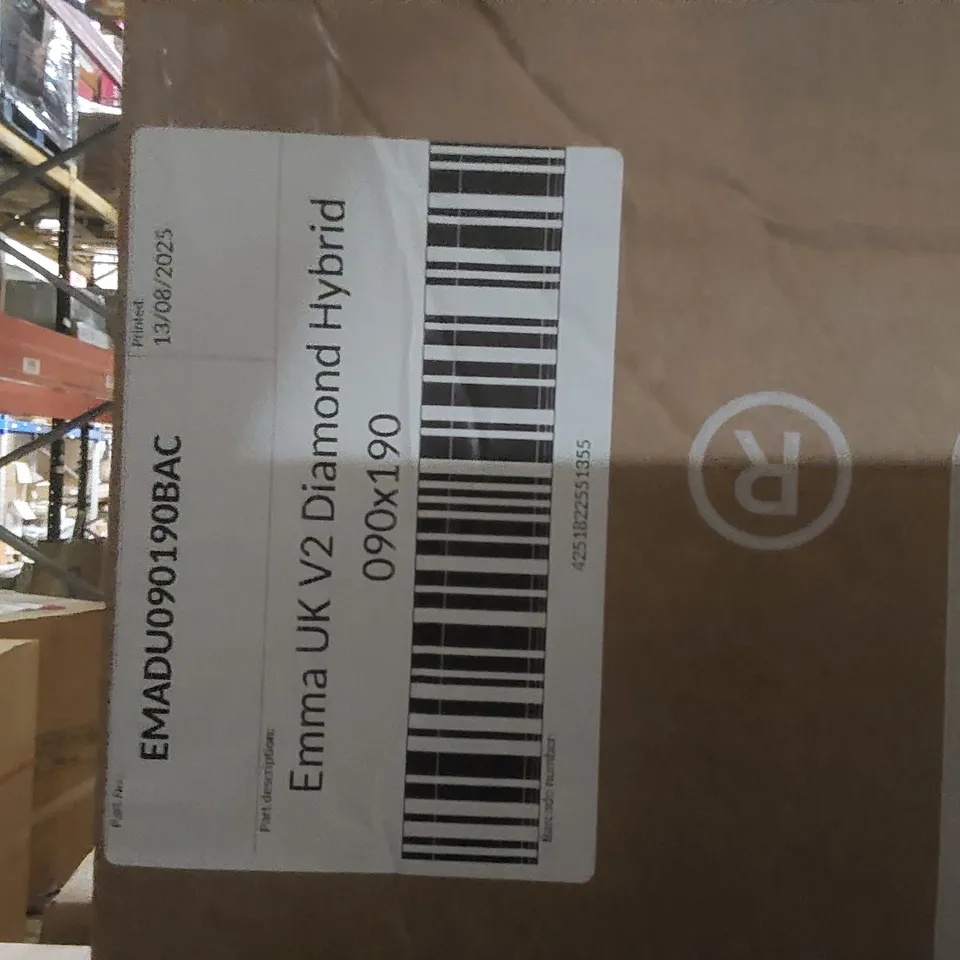 Part No:
EMADU090190BAC
Printed:
13/08/2025
Part description:
Emma UK V2 Diamond Hybrid
090x190
Barcode number:
4251822551355
®